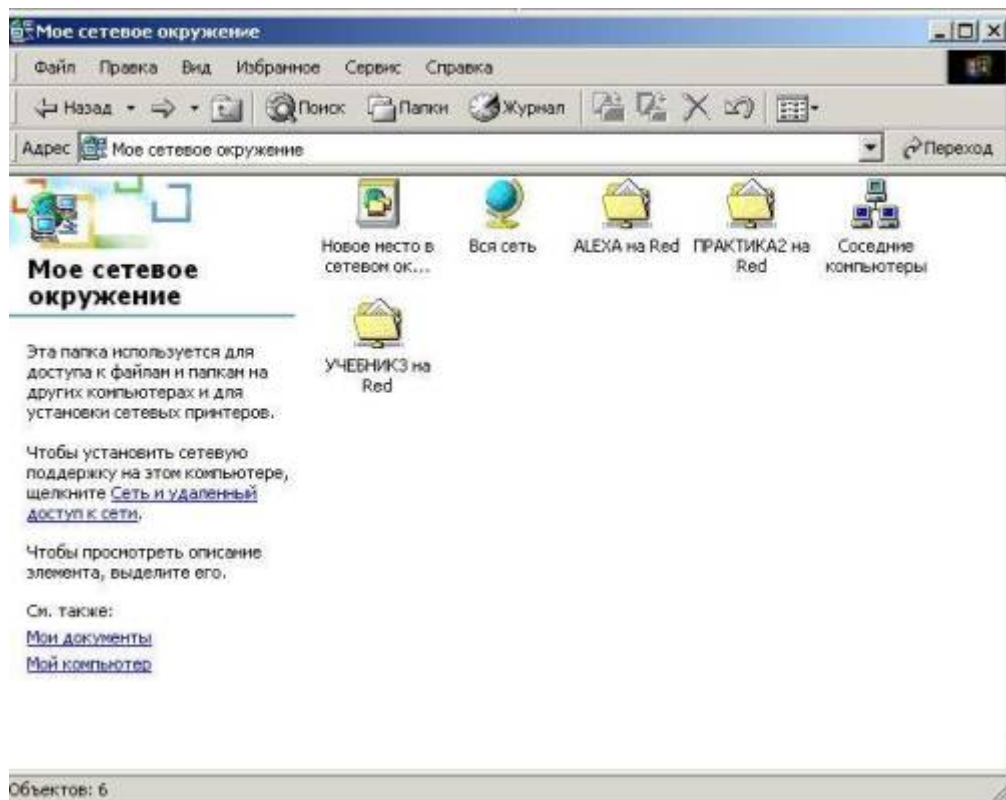 Мое сетевое окружение
Файл Правка Вид Избранное Сервис Справка
Назад Поиск Папки Журнал
Адрес Мое сетевое окружение Переход
Мое сетевое
окружение
Эта папка используется для
доступа к файлам и папкам на
других компьютерах и для
установки сетевых принтеров.
Чтобы установить сетевую
поддержку на этом компьютере,
щелкните Сеть и удаленный
доступ к сети.
Чтобы просмотреть описание
элемента, выделите его.
См. также:
Мои документы
Мой компьютер
Новое место в
сетевом ок...
Вся сеть
ALEXA на Red
ПРАКТИКА2 на
Red
Соседние
компьютеры
УЧЕБНИК3 на
Red
Объектов: 6